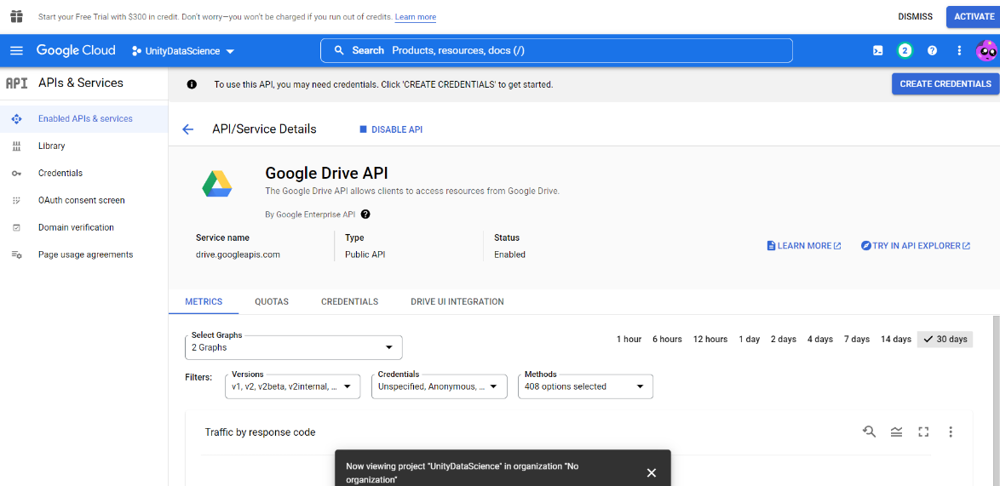 Start your Free Trial with $300 in credit. Don't worry—you won't be charged if you run out of credits. Learn more
DISMISS
ACTIVATE
Google Cloud
UnityDataScience
Search Products, resources, docs (/)
2
API APIs & Services
To use this API, you may need credentials. Click 'CREATE CREDENTIALS' to get started.
CREATE CREDENTIALS
Enabled APIs & services
Library
Credentials
OAuth consent screen
Domain verification
Page usage agreements
API/Service Details
DISABLE API
Google Drive API
The Google Drive API allows clients to access resources from Google Drive.
By Google Enterprise API ?
Service name
drive.googleapis.com
Type
Public API
Status
Enabled
LEARN MORE
TRY IN API EXPLORER
METRICS
QUOTAS
CREDENTIALS
DRIVE UI INTEGRATION
Select Graphs
2 Graphs
1 hour
6 hours
12 hours
1 day
2 days
4 days
7 days
14 days
30 days
Filters:
Versions
v1, v2, v2beta, v2internal, ...
Credentials
Unspecified, Anonymous, ...
Methods
408 options selected
Traffic by response code
Now viewing project "UnityDataScience" in organization "No
organization"